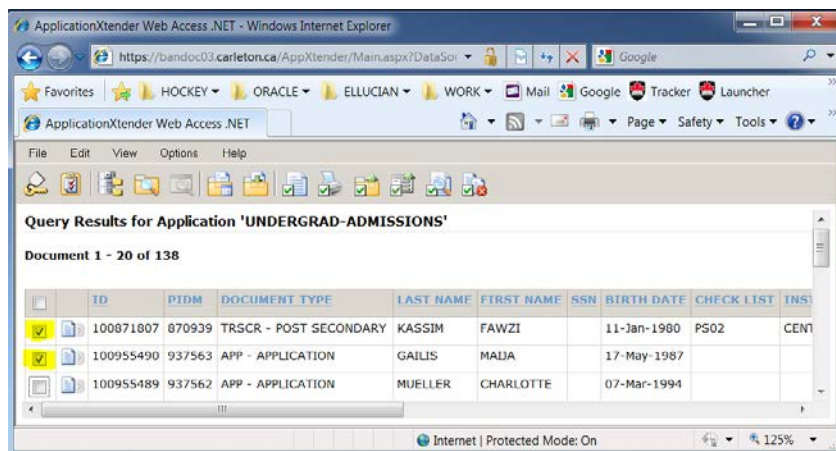 ApplicationXtender Web Access .NET - Windows Internet Explorer
https://bandoc03.carleton.ca/AppXtender/Main.aspx?DataSo Google
Favorites HOCKEY ORACLE ELLUCIAN WORK Mail Google Tracker Launcher
ApplicationXtender Web Access .NET Page Safety Tools
File Edit View Options Help
Query Results for Application 'UNDERGRAD-ADMISSIONS'
Document 1 - 20 of 138
ID PIDM DOCUMENT TYPE LAST NAME FIRST NAME SSN BIRTH DATE CHECK LIST INST
100871807 870939 TRSCR - POST SECONDARY KASSIM FAWZI 11-Jan-1980 PS02 CENT
100955490 937563 APP - APPLICATION GAILIS MAIJA 17-May-1987
100955489 937562 APP - APPLICATION MUELLER CHARLOTTE 07-Mar-1994
Internet | Protected Mode: On 125%